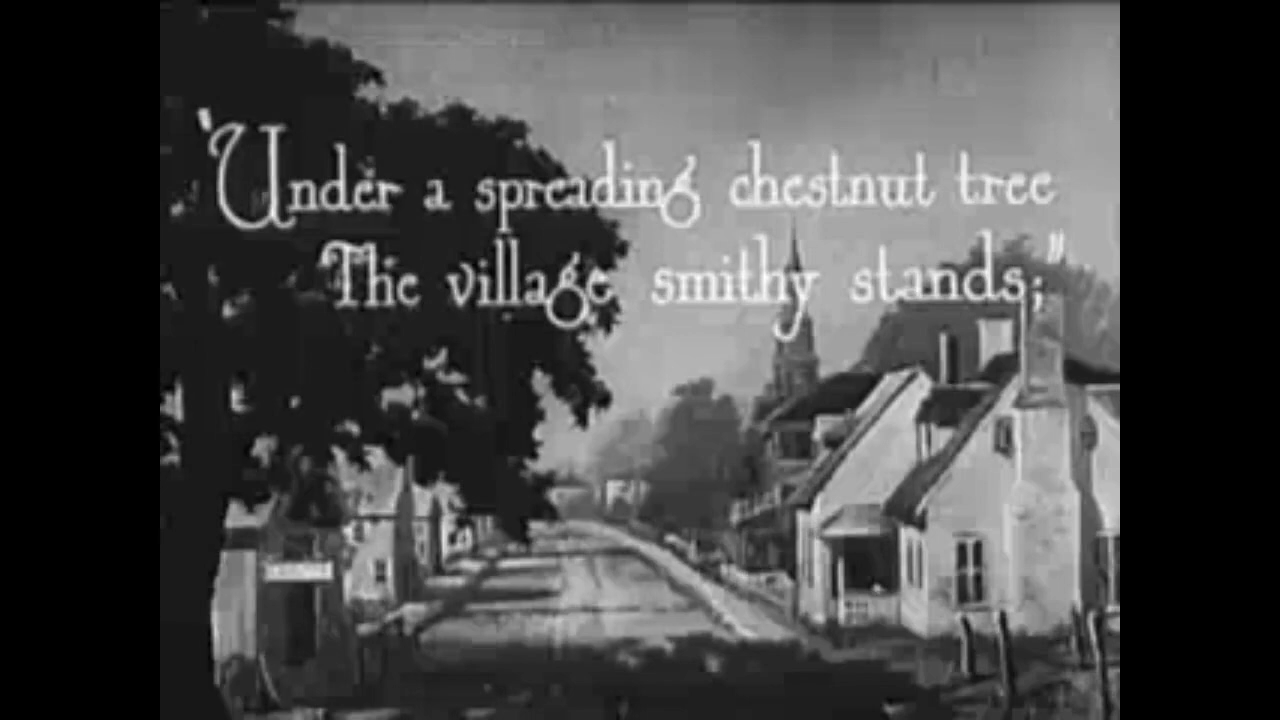 "Under a spreading chestnut tree
The village smithy stands;"